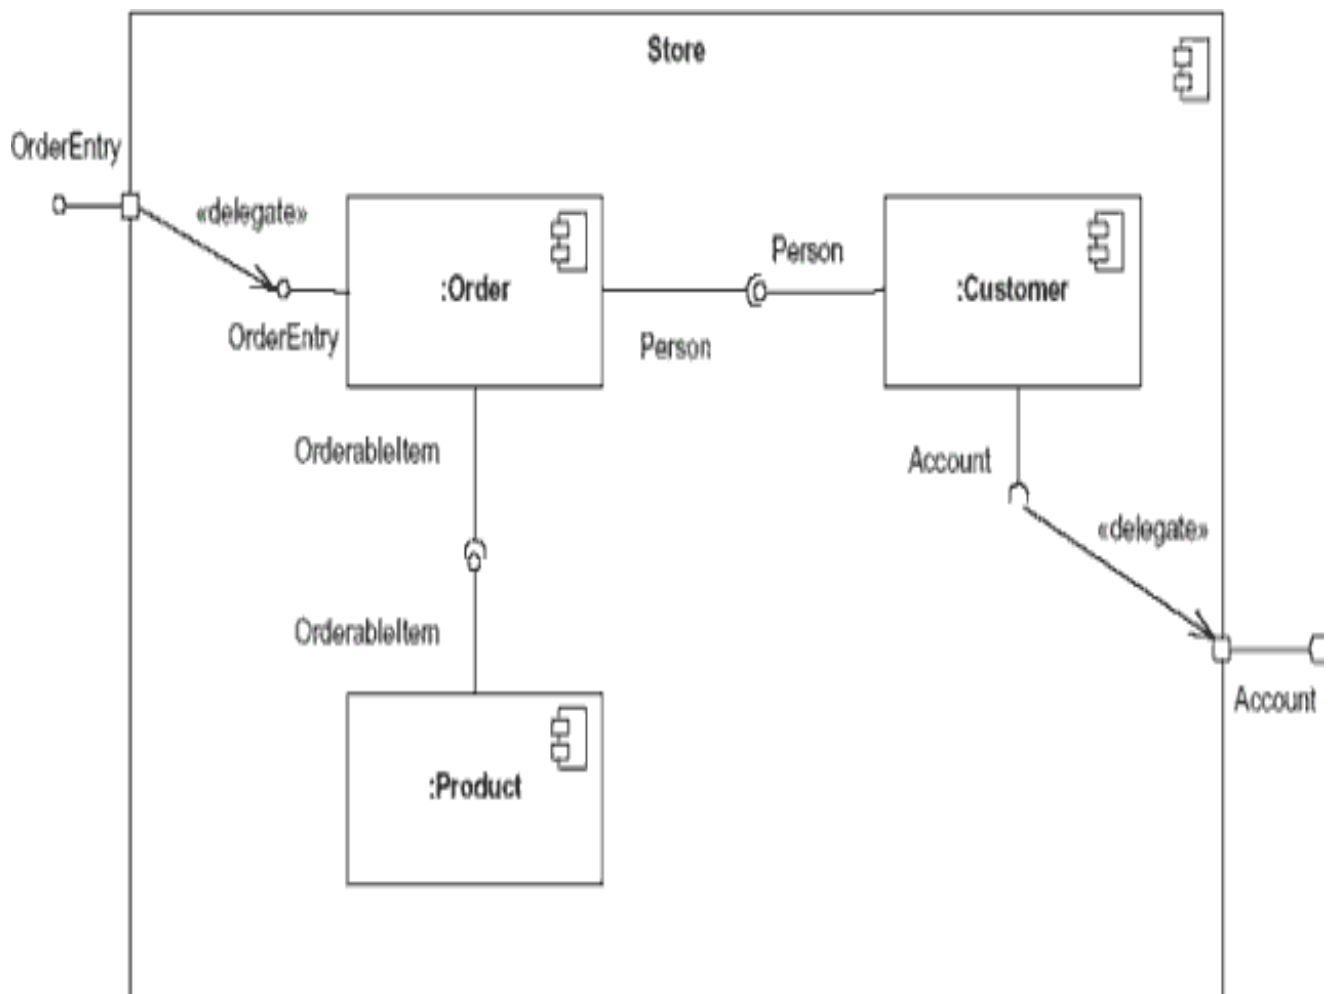 Store
OrderEntry
«delegate»
Person
:Order
:Customer
OrderEntry
Person
OrderableItem
Account
«delegate»
OrderableItem
Account
:Product